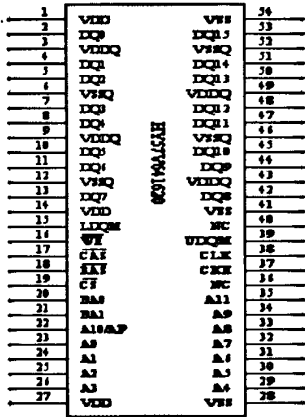 1 VDD VSS 54
2 DQ0 DQ15 53
3 VDDQ VSSQ 52
4 DQ1 DQ14 51
5 DQ2 DQ13 50
6 VSSQ VDDQ 49
7 DQ3 DQ12 48
8 DQ4 DQ11 47
9 VDDQ VSSQ 46
10 DQ5 DQ10 45
11 DQ6 DQ9 44
12 VSSQ VDDQ 43
13 DQ7 DQ8 42
14 VDD VSS 41
15 LDQM NC 40
16 UDQM 39
17 CAS CLK 38
18 CKE 37
19 CS NC 36
20 BA0 A11 35
21 BA1 A9 34
22 A10/AP A8 33
23 A0 A7 32
24 A1 A6 31
25 A2 A5 30
26 A3 A4 29
27 VDD VSS 28
HY57V641620